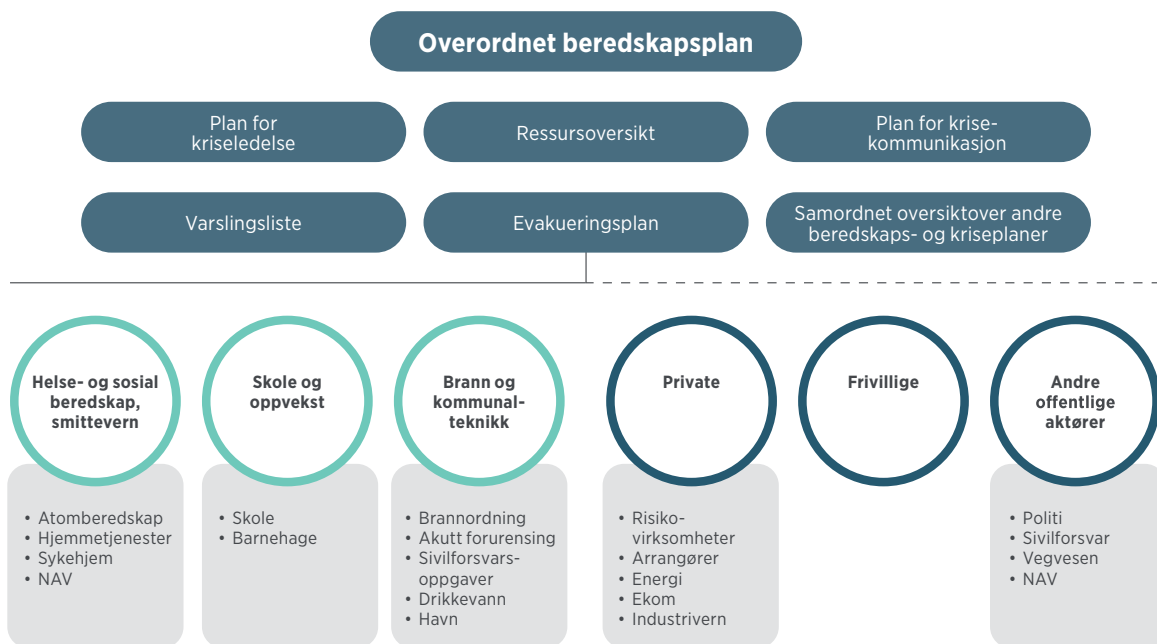 Overordnet beredskapsplan
Plan for
kriseledelse
Ressursoversikt
Plan for krise-
kommunikasjon
Varslingsliste
Evakueringsplan
Samordnet oversiktover andre
beredskaps- og kriseplaner
Helse- og sosial
beredskap,
smittevern
Skole og
oppvekst
Brann og
kommunal-
teknikk
Private
Frivillige
Andre
offentlige
aktører
• Atomberedskap
• Hjemmetjenester
• Sykehjem
• NAV
• Skole
• Barnehage
• Brannordning
• Akutt forurensing
• Sivilforsvars-
oppgaver
• Drikkevann
• Havn
• Risiko-
virksomheter
• Arrangører
• Energi
• Ekom
• Industrivern
• Politi
• Sivilforsvar
• Vegvesen
• NAV